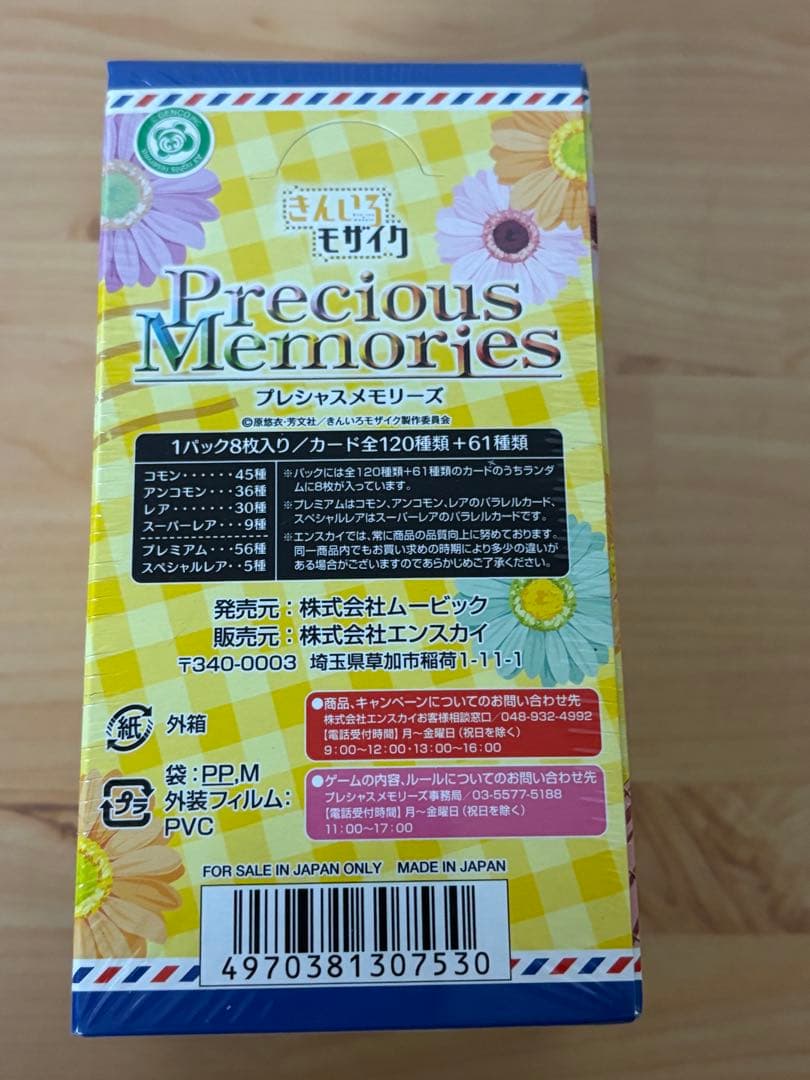 GENCO, INC.
All rights reserved
きんいろ
モザイク
Precious
Memories
プレシャスメモリーズ
©原悠衣・芳文社／きんいろモザイク製作委員会
1パック8枚入り／カード全120種類＋61種類
コモン・・・・・・45種
アンコモン・・・36種
レア・・・・・・・30種
スーパーレア・・・9種
プレミアム・・・56種
スペシャルレア・・5種
※パックには全120種類+61種類のカードのうちランダ
ムに8枚が入っています。
※プレミアムはコモン、アンコモン、レアのパラレルカード、
スペシャルレアはスーパーレアのパラレルカードです。
※エンスカイでは、常に商品の品質向上に努めております。
同一商品内でもお買い求めの時期により多少の違いが
ある場合がございますのであらかじめご了承ください。
発売元：株式会社ムービック
販売元：株式会社エンスカイ
〒340-0003 埼玉県草加市稲荷1-11-1
紙 外箱
プラ
袋：PP,M
外装フィルム：
PVC
●商品、キャンペーンについてのお問い合わせ先
株式会社エンスカイお客様相談窓口／048-932-4992
【電話受付時間】月〜金曜日（祝日を除く）
9：00〜12：00・13：00〜16：00
●ゲームの内容、ルールについてのお問い合わせ先
プレシャスメモリーズ事務局／03-5577-5188
【電話受付時間】月〜金曜日（祝日を除く）
11：00〜17：00
FOR SALE IN JAPAN ONLY MADE IN JAPAN
4970381307530